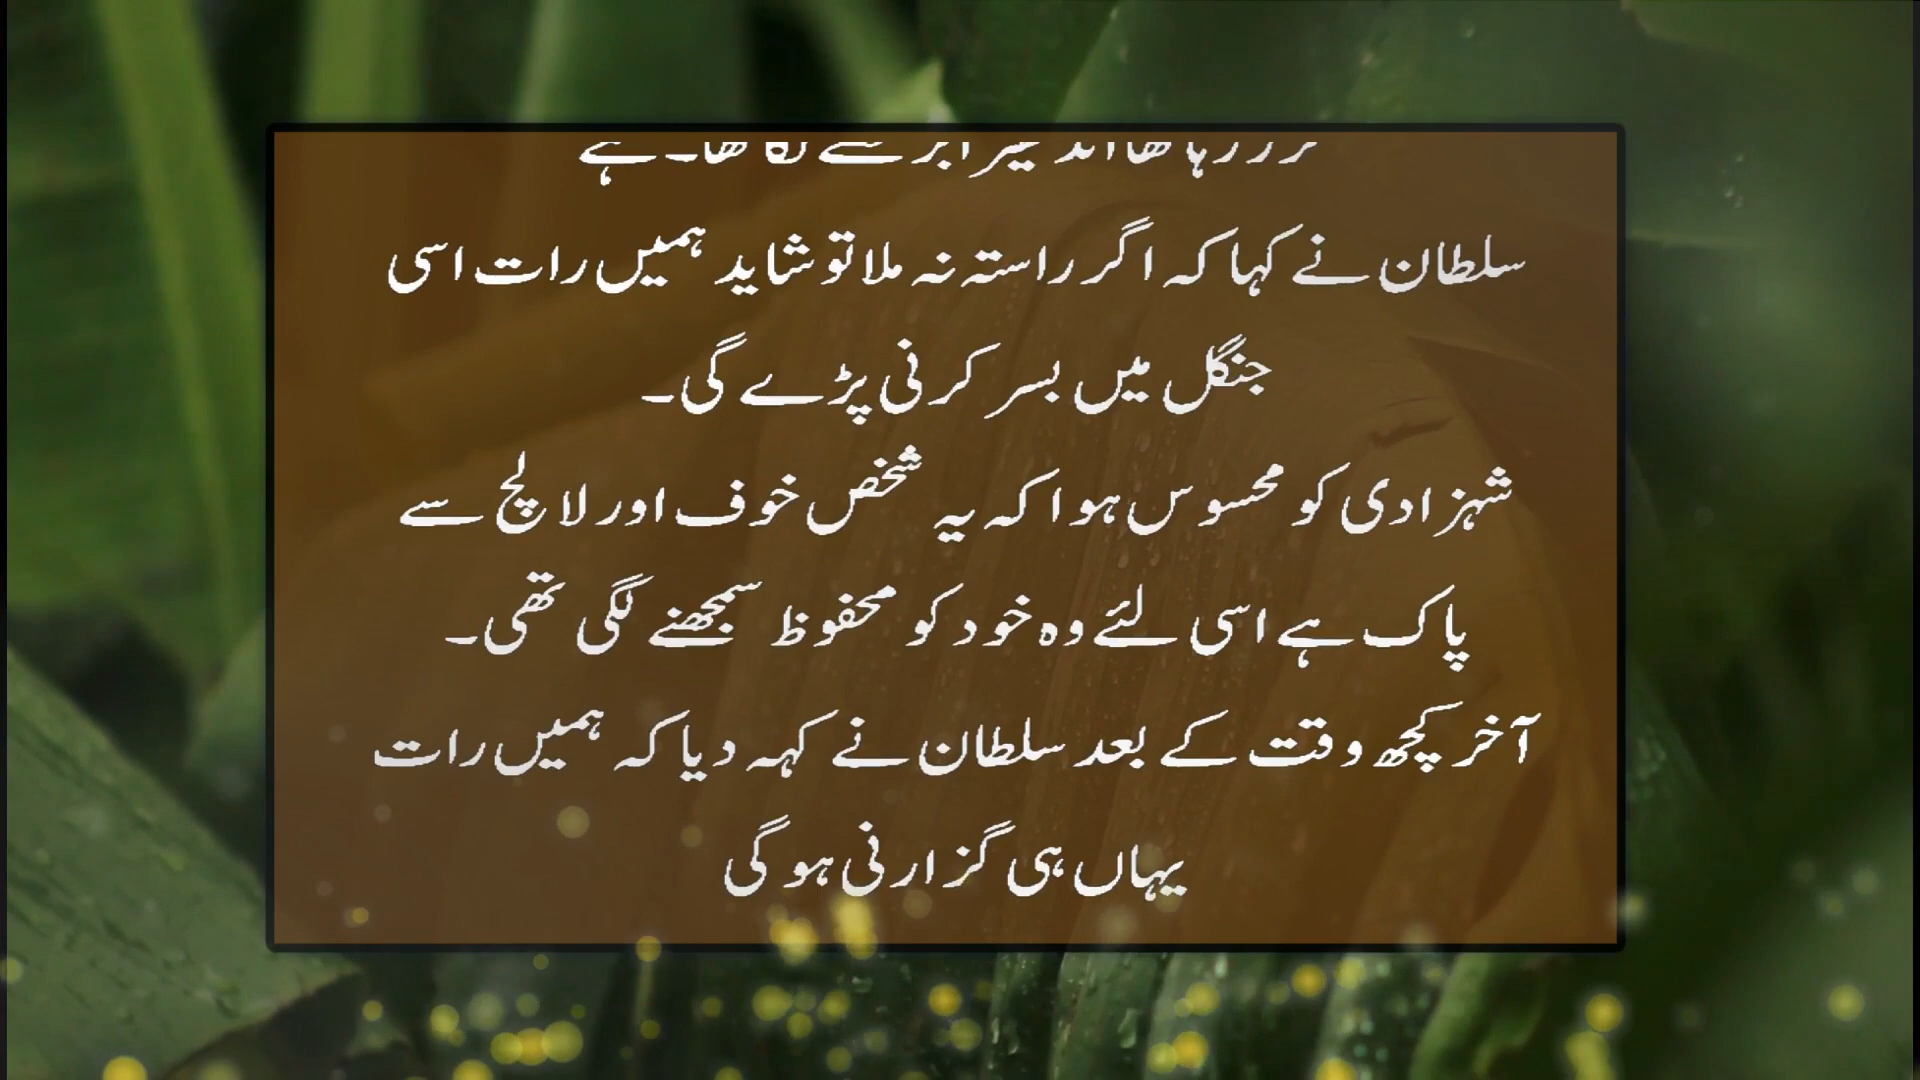 سلطان نے کہا کہ اگر راستہ نہ ملا تو شاید ہمیں رات اسی
جنگل میں بسر کرنی پڑے گی۔
شہزادی کو محسوس ہوا کہ یہ شخص خوف اور لالچ سے
پاک ہے اسی لئے وہ خود کو محفوظ سمجھنے لگی تھی۔
آخر کچھ وقت کے بعد سلطان نے کہہ دیا کہ ہمیں رات
یہاں ہی گزارنی ہوگی